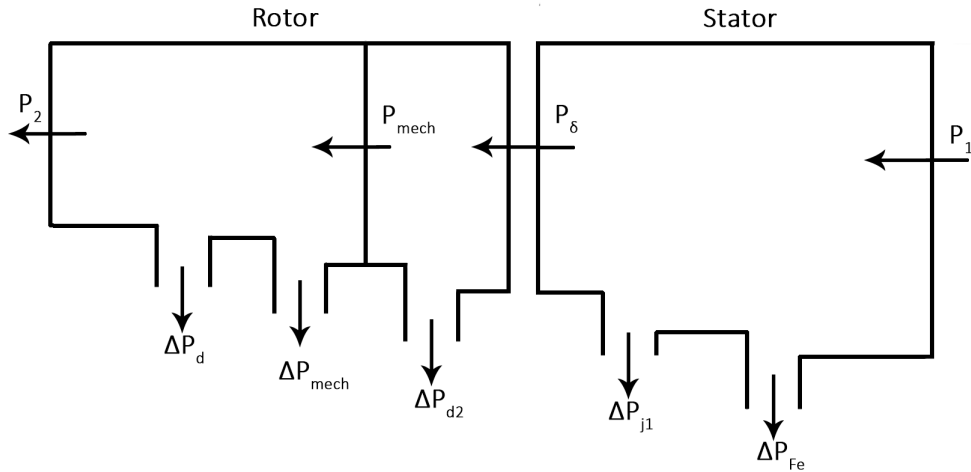 Rotor
Stator
P2
Pmech
Pδ
P1
ΔPd
ΔPmech
ΔPd2
ΔPj1
ΔPFe